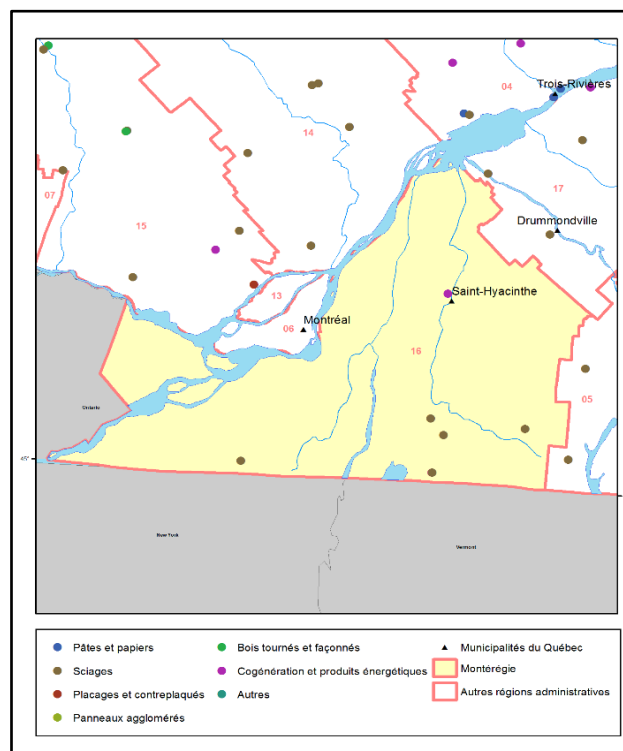 04
Trois-Rivières
14
07
17
15
Drummondville
13
Saint-Hyacinthe
06
Montréal
16
05
Ontario
45°
New York
Vermont
Pâtes et papiers
Bois tournés et façonnés
Municipalités du Québec
Sciages
Cogénération et produits énergétiques
Montérégie
Placages et contreplaqués
Autres
Autres régions administratives
Panneaux agglomérés